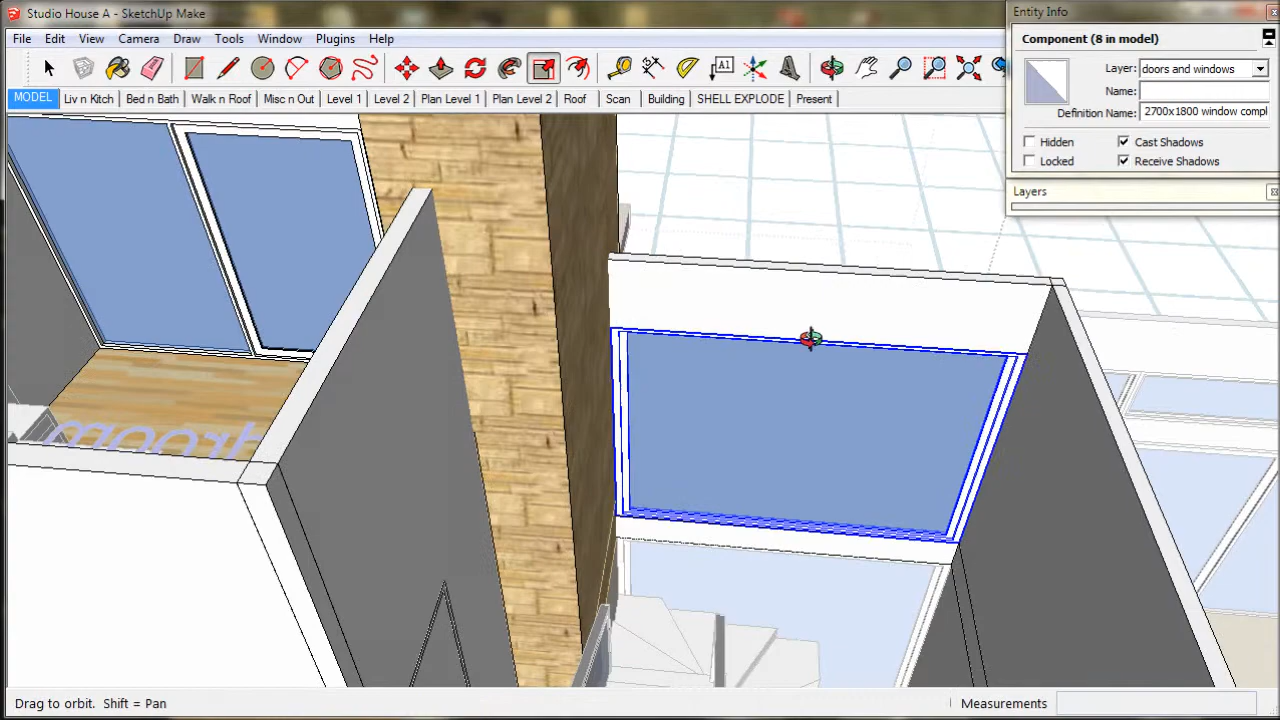 Studio House A - SketchUp Make
Entity Info
File Edit View Camera Draw Tools Window Plugins Help
Component (8 in model)
Layer: doors and windows
Name:
Definition Name: 2700x1800 window compl
Hidden Cast Shadows
Locked Receive Shadows
Layers
A1
MODEL Liv n Kitch Bed n Bath Walk n Roof Misc n Out Level 1 Level 2 Plan Level 1 Plan Level 2 Roof Scan Building SHELL EXPLODE Present
droom
Drag to orbit. Shift = Pan
Measurements